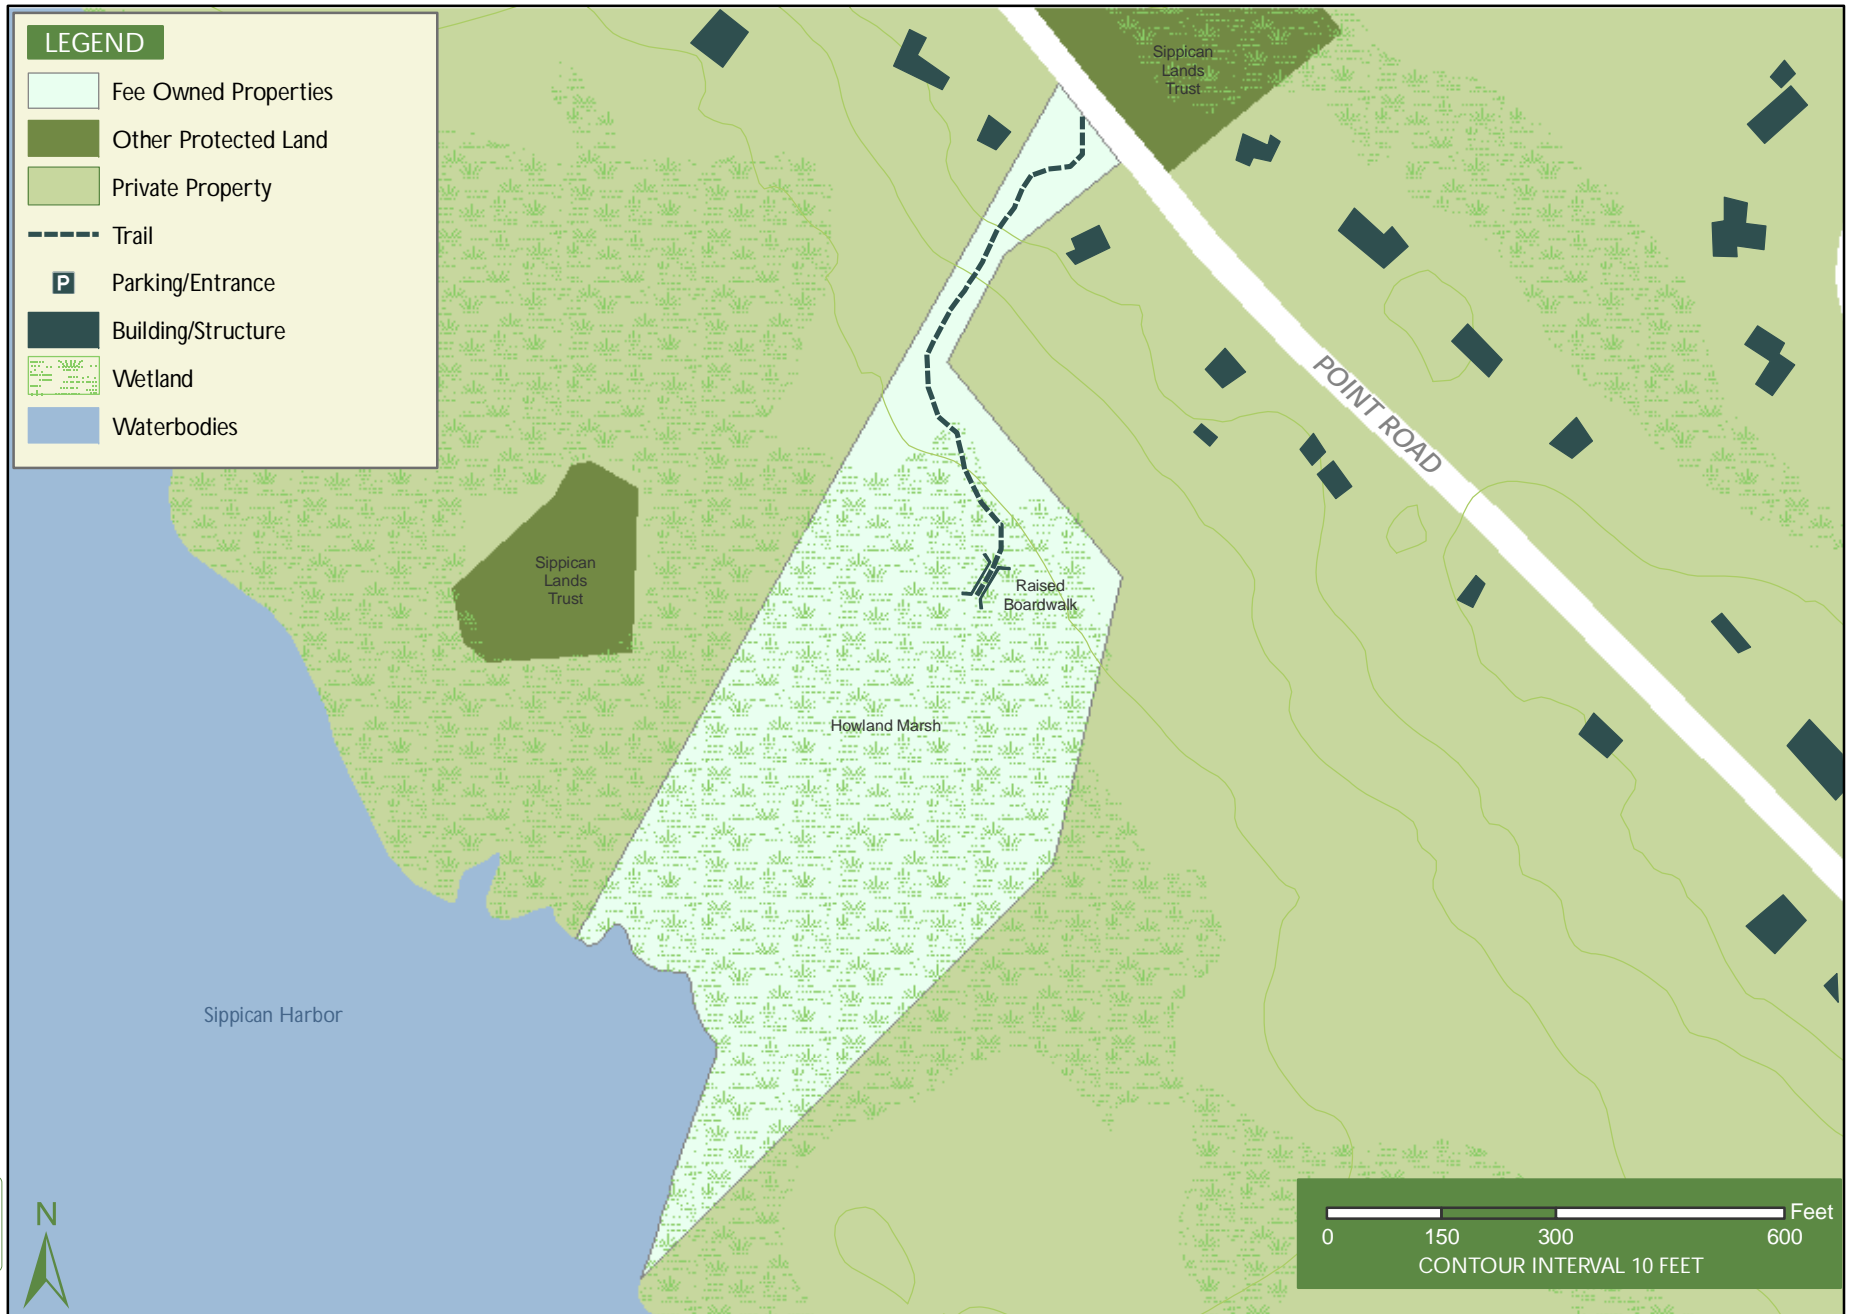 LEGEND
Fee Owned Properties
Other Protected Land
Private Property
Trail
P Parking/Entrance
Building/Structure
Wetland
Waterbodies
Sippican
Lands
Trust
POINT ROAD
Sippican
Lands
Trust
Raised
Boardwalk
Howland Marsh
Sippican Harbor
N
Feet
0 150 300 600
CONTOUR INTERVAL 10 FEET